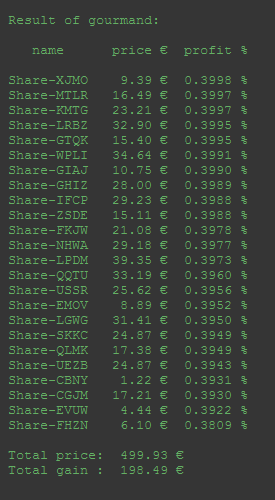 Result of gourmand:
name price € profit %
Share-XJMO 9.39 € 0.3998 %
Share-MTLR 16.49 € 0.3997 %
Share-KMTG 23.21 € 0.3997 %
Share-LRBZ 32.90 € 0.3995 %
Share-GTQK 15.40 € 0.3995 %
Share-WPLI 34.64 € 0.3991 %
Share-GIAJ 10.75 € 0.3990 %
Share-GHIZ 28.00 € 0.3989 %
Share-IFCP 29.23 € 0.3988 %
Share-ZSDE 15.11 € 0.3988 %
Share-FKJW 21.08 € 0.3978 %
Share-NHWA 29.18 € 0.3977 %
Share-LPDM 39.35 € 0.3973 %
Share-QQTU 33.19 € 0.3960 %
Share-USSR 25.62 € 0.3956 %
Share-EMOV 8.89 € 0.3952 %
Share-LGWG 31.41 € 0.3950 %
Share-SKKC 24.87 € 0.3949 %
Share-QLMK 17.38 € 0.3949 %
Share-UEZB 24.87 € 0.3943 %
Share-CBNY 1.22 € 0.3931 %
Share-CGJM 17.21 € 0.3930 %
Share-EVUW 4.44 € 0.3922 %
Share-FHZN 6.10 € 0.3809 %
Total price: 499.93 €
Total gain : 198.49 €